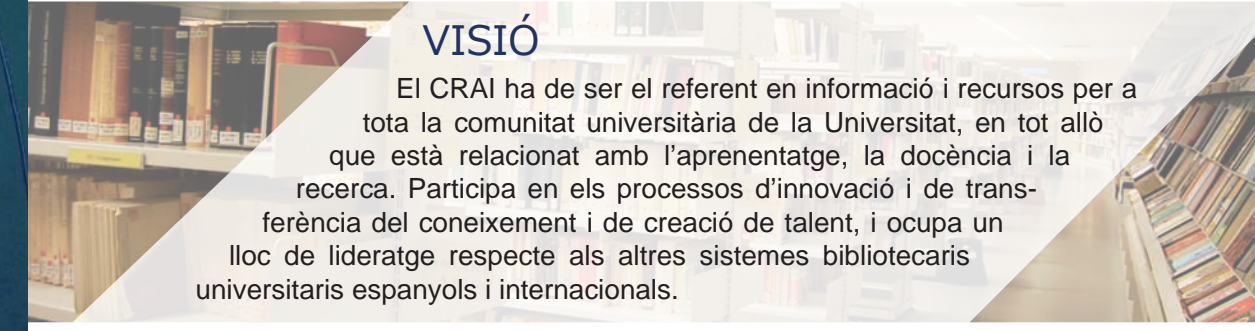 VISIÓ
El CRAI ha de ser el referent en informació i recursos per a
tota la comunitat universitària de la Universitat, en tot allò
que està relacionat amb l’aprenentatge, la docència i la
recerca. Participa en els processos d’innovació i de trans-
ferència del coneixement i de creació de talent, i ocupa un
lloc de lideratge respecte als altres sistemes bibliotecaris
universitaris espanyols i internacionals.